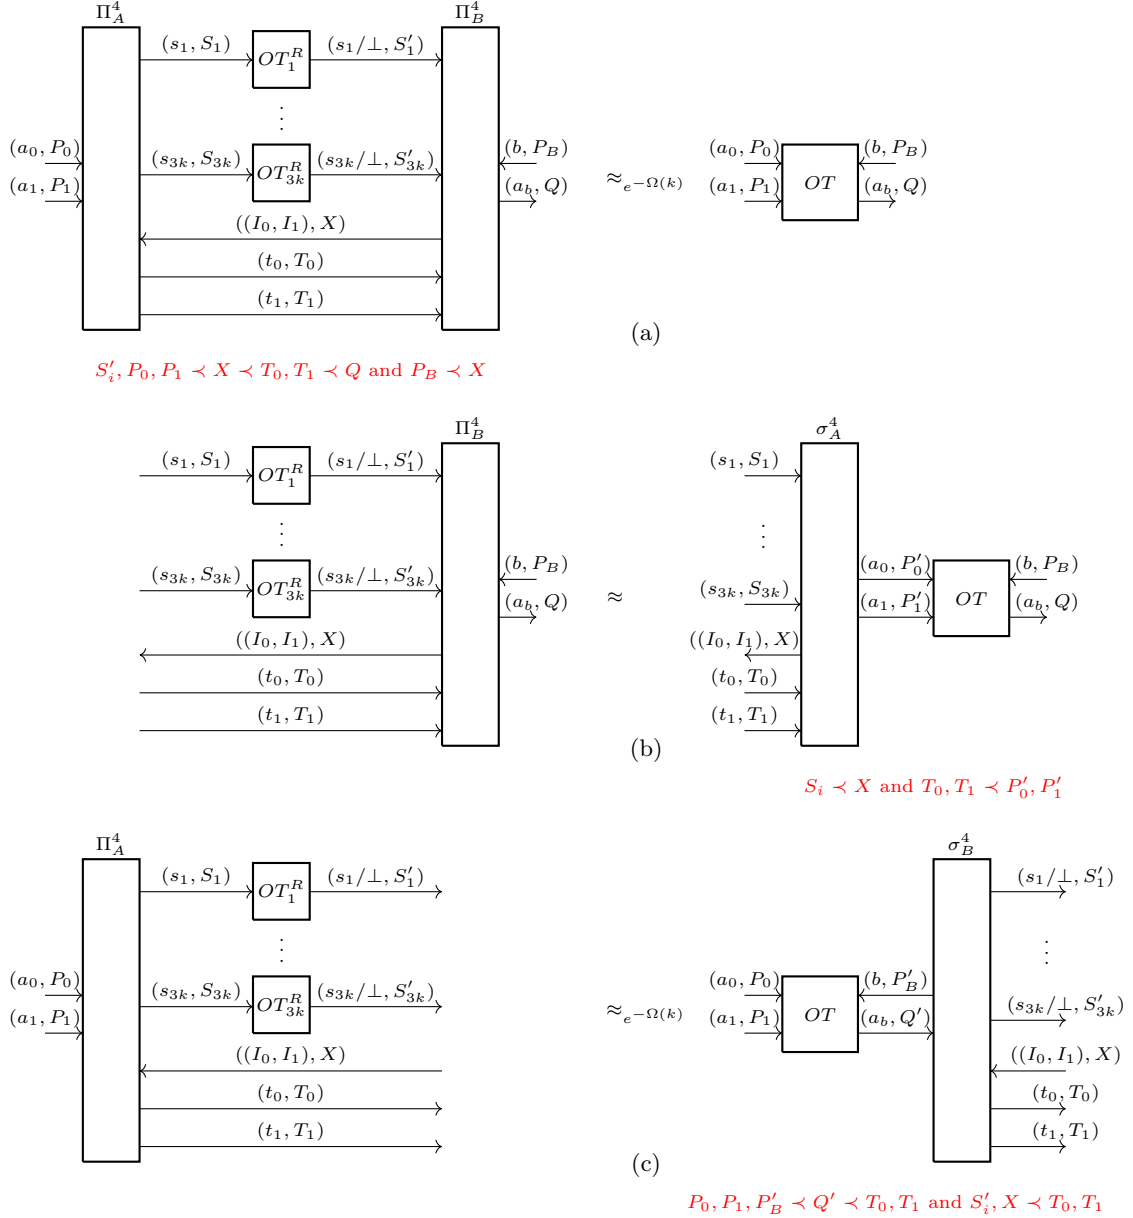 Π_A^4 Π_B^4
(s_1, S_1) OT_1^R (s_1/⊥, S'_1)
⋮
(a_0, P_0) (s_{3k}, S_{3k}) OT_{3k}^R (s_{3k}/⊥, S'_{3k}) (b, P_B) (a_0, P_0) (b, P_B)
(a_1, P_1) (a_b, Q) ≈_{e^{-Ω(k)}} (a_1, P_1) OT (a_b, Q)
((I_0, I_1), X)
(t_0, T_0)
(t_1, T_1)
(a)
S'_i, P_0, P_1 ≺ X ≺ T_0, T_1 ≺ Q and P_B ≺ X
Π_B^4 σ_A^4
(s_1, S_1) OT_1^R (s_1/⊥, S'_1) (s_1, S_1)
⋮ ⋮
(s_{3k}, S_{3k}) OT_{3k}^R (s_{3k}/⊥, S'_{3k}) (b, P_B) (a_0, P'_0) (b, P_B)
(a_b, Q) ≈ (s_{3k}, S_{3k}) (a_1, P'_1) OT (a_b, Q)
((I_0, I_1), X) ((I_0, I_1), X)
(t_0, T_0) (t_0, T_0)
(t_1, T_1) (t_1, T_1)
(b)
S_i ≺ X and T_0, T_1 ≺ P'_0, P'_1
Π_A^4 σ_B^4
(s_1, S_1) OT_1^R (s_1/⊥, S'_1) (s_1/⊥, S'_1)
⋮ ⋮
(a_0, P_0) (s_{3k}, S_{3k}) OT_{3k}^R (s_{3k}/⊥, S'_{3k}) (a_0, P_0) (b, P'_B)
(a_1, P_1) ≈_{e^{-Ω(k)}} (a_1, P_1) OT (a_b, Q') (s_{3k}/⊥, S'_{3k})
((I_0, I_1), X) ((I_0, I_1), X)
(t_0, T_0) (t_0, T_0)
(t_1, T_1) (t_1, T_1)
(c)
P_0, P_1, P'_B ≺ Q' ≺ T_0, T_1 and S'_i, X ≺ T_0, T_1